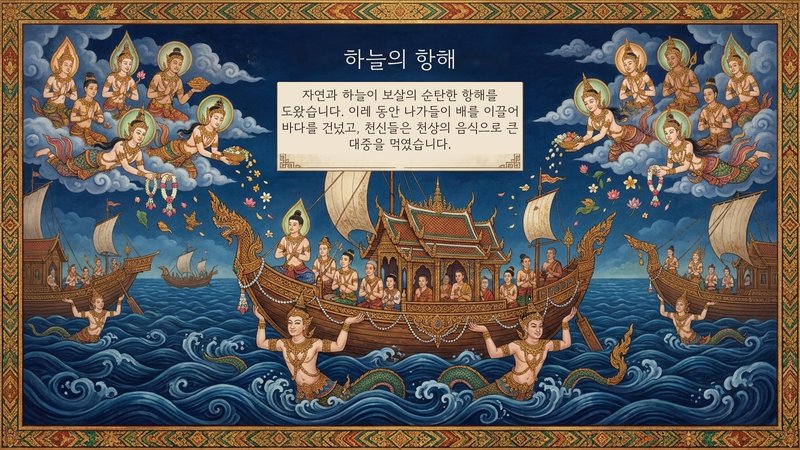 하늘의 항해
자연과 하늘이 보살의 순탄한 항해를
도왔습니다. 이레 동안 나가들이 배를 이끌어
바다를 건넜고, 천신들은 천상의 음식으로 큰
대중을 먹였습니다.